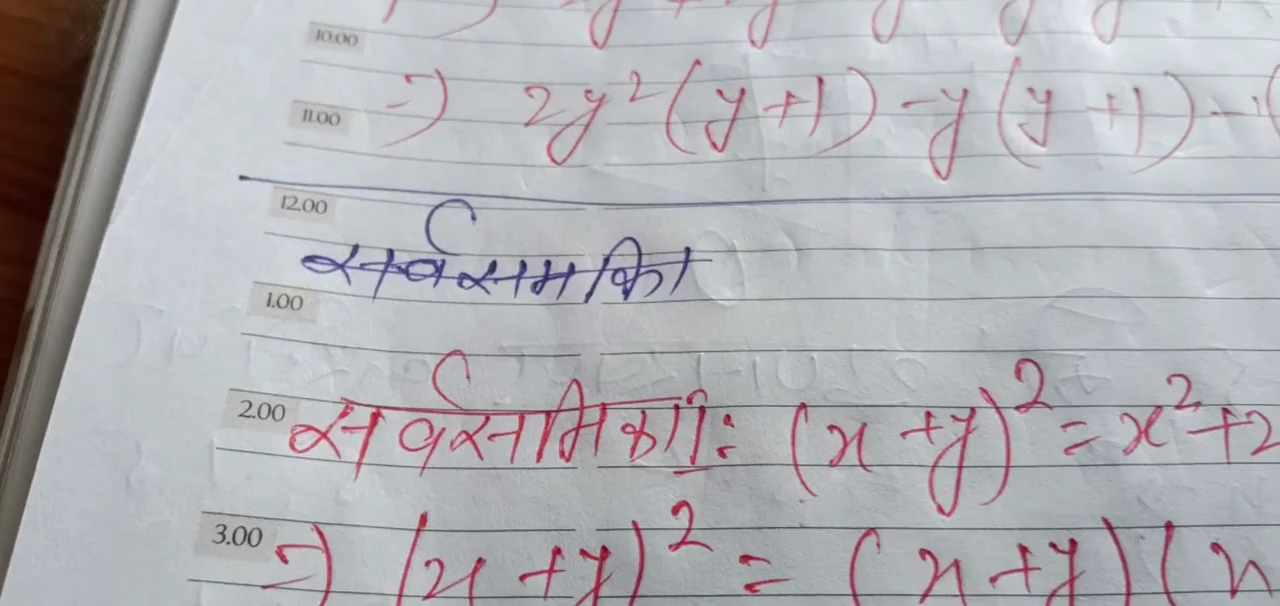 10.00
11.00 ⇒ 2y²(y+1) -y(y+1)-1(
12.00
सर्वसमिका
1.00
2.00 सर्वसमिका I: (x+y)² = x²+2
3.00 ⇒ (x+y)² = (x+y)(x